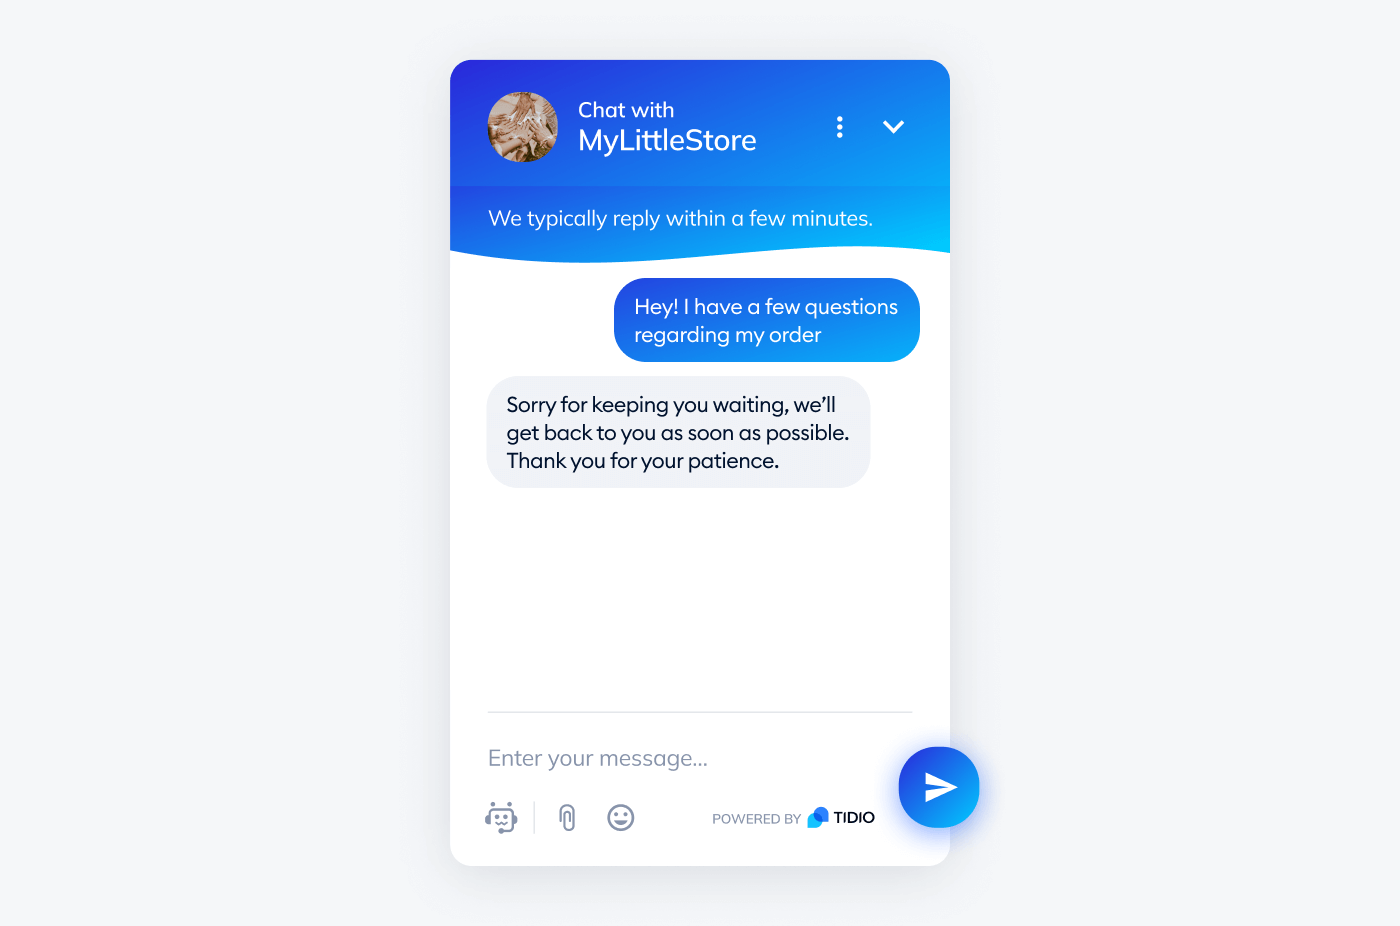 Chat with
MyLittleStore
We typically reply within a few minutes.
Hey! I have a few questions
regarding my order
Sorry for keeping you waiting, we’ll
get back to you as soon as possible.
Thank you for your patience.
Enter your message...
POWERED BY TIDIO